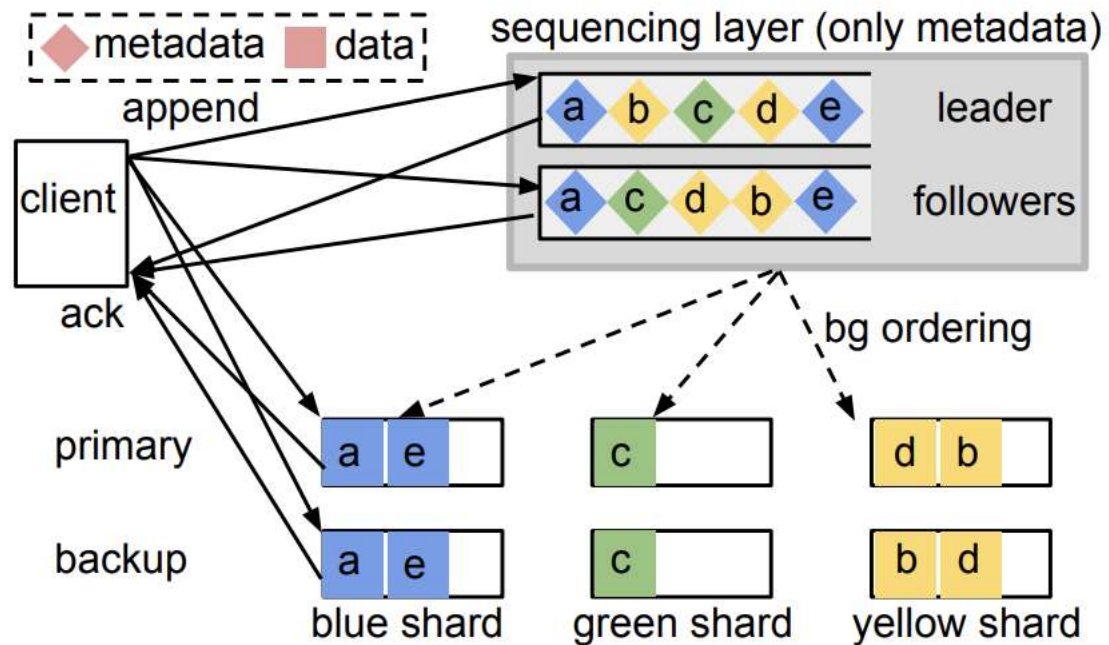 metadata data
sequencing layer (only metadata)
append
a b c d e
leader
client
a c d b e
followers
ack
bg ordering
primary
a e
c
d b
backup
a e
c
b d
blue shard
green shard
yellow shard